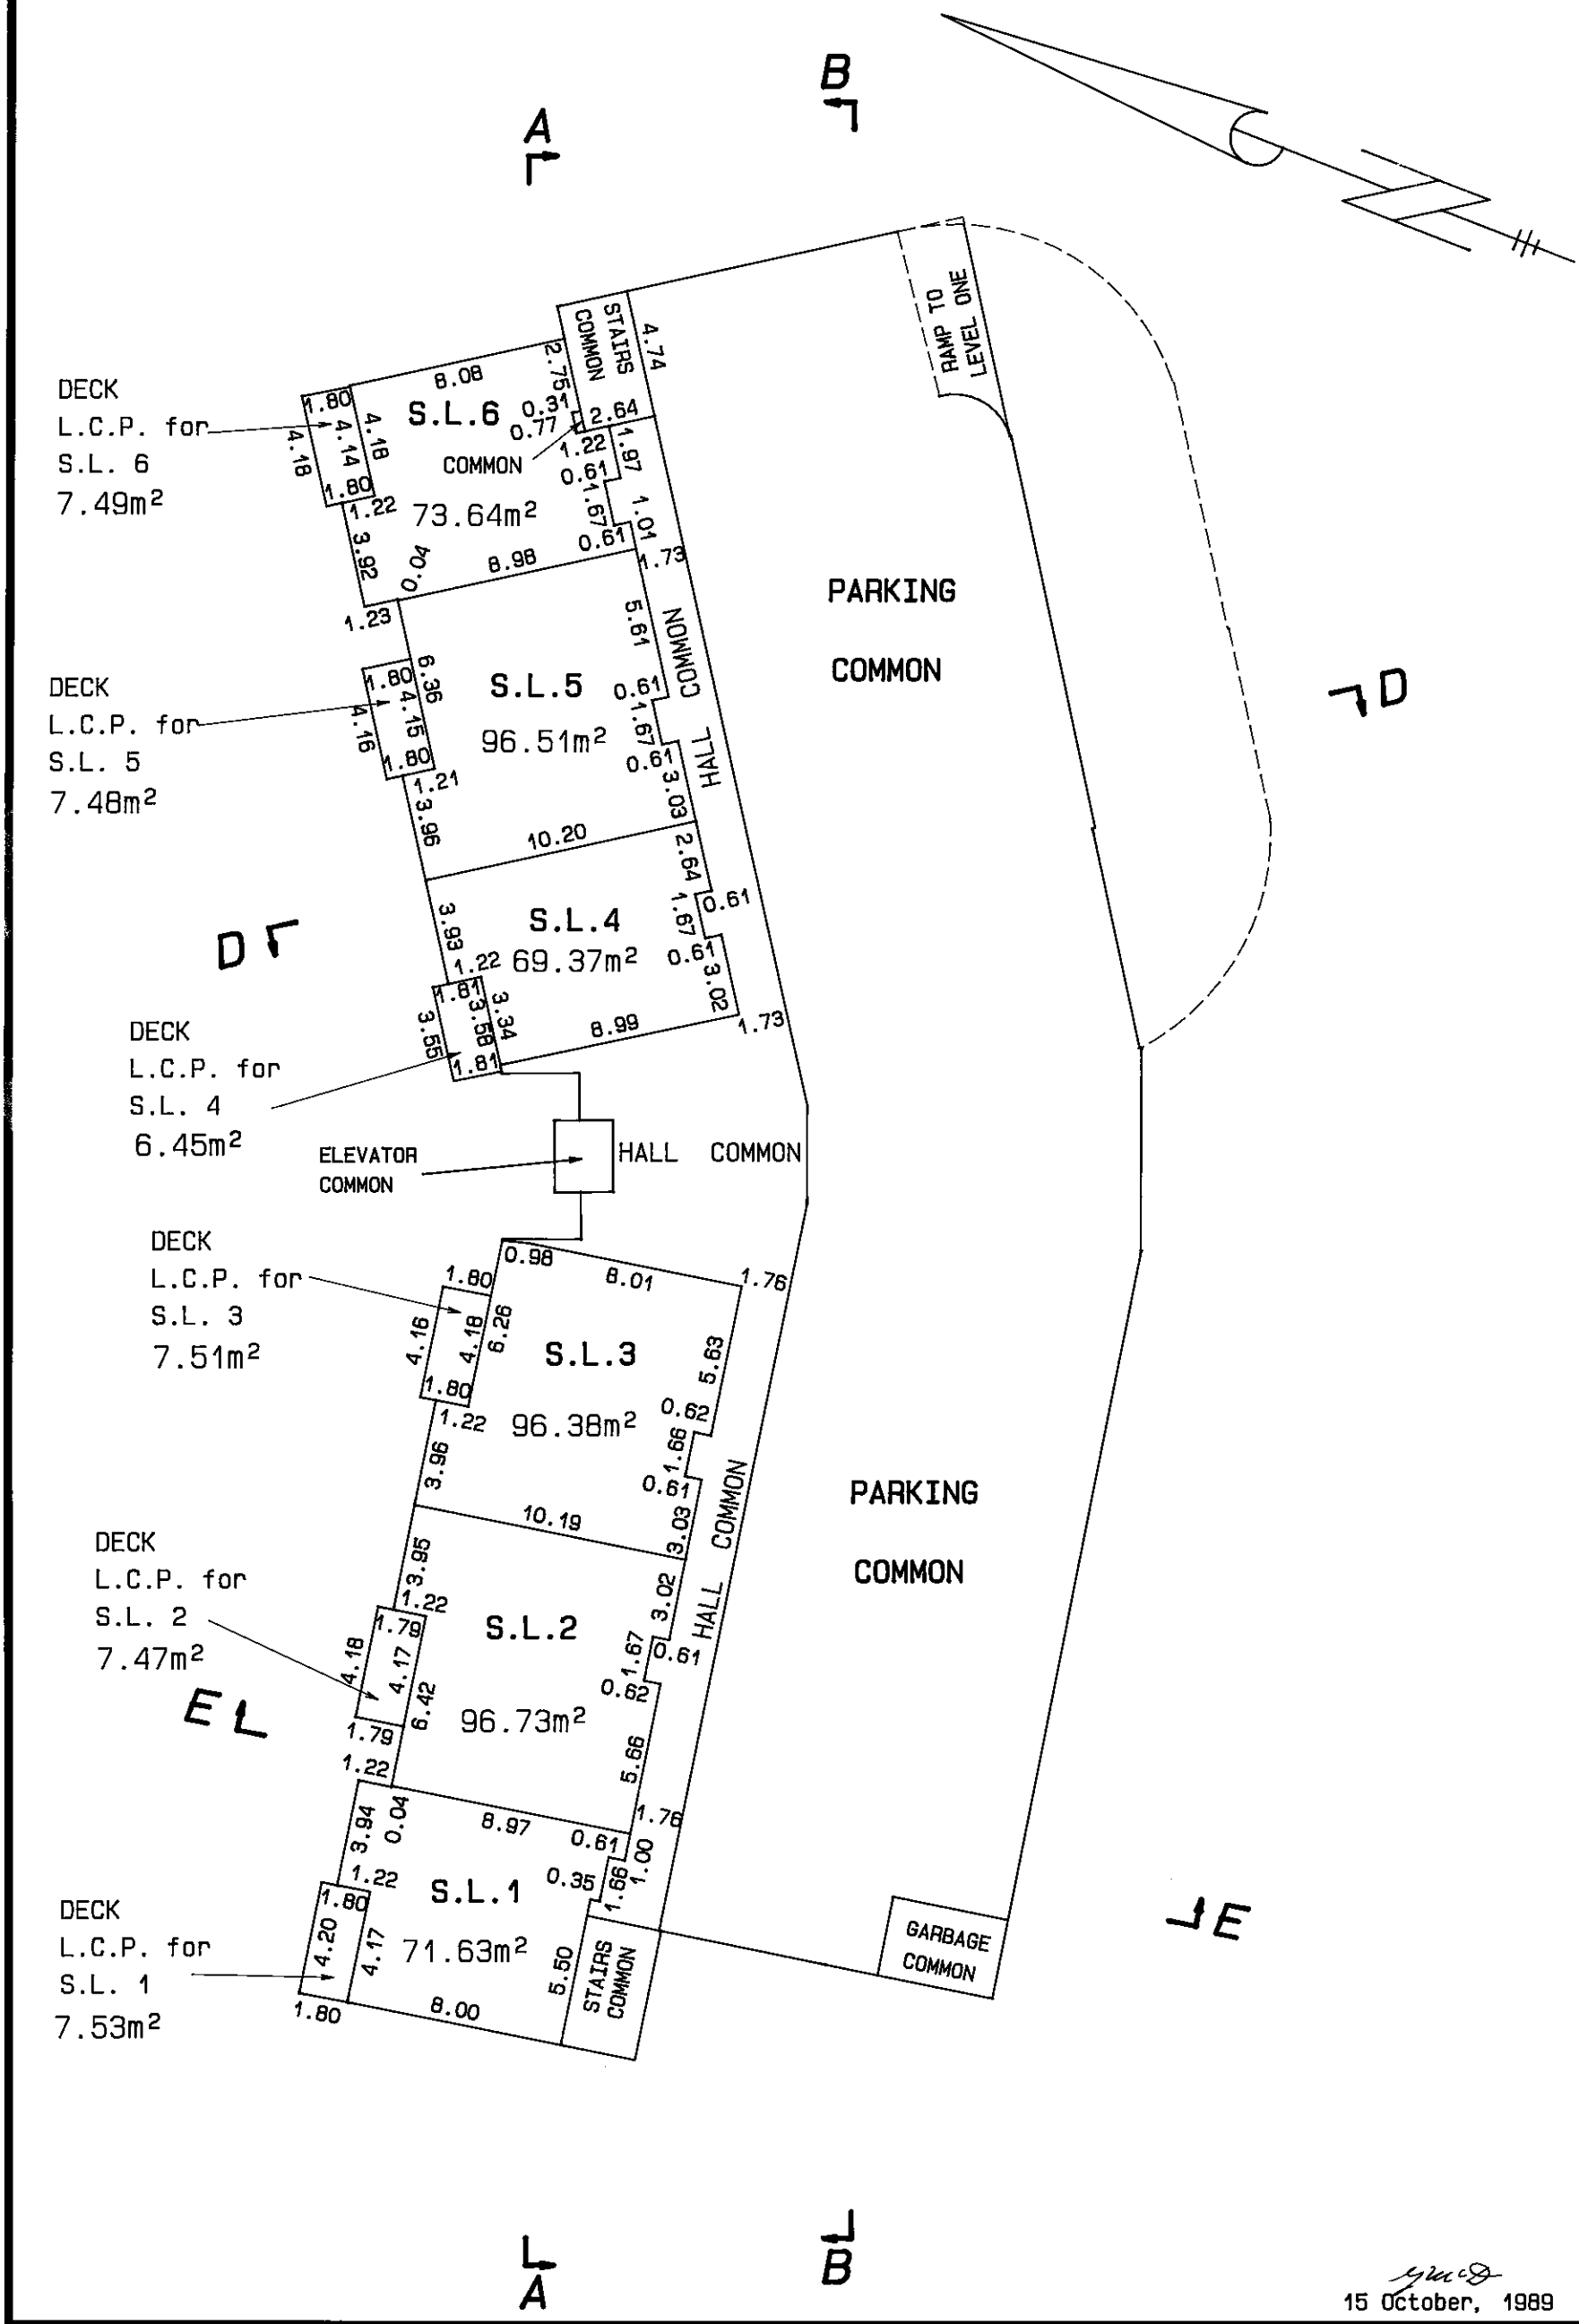 B
A
RAMP TO
LEVEL ONE
STAIRS
COMMON
4.74
DECK
L.C.P. for
S.L. 6
7.49m²
1.80
4.14
4.18
4.18
1.80
8.08
2.75
S.L.6
0.31
0.77
2.64
COMMON
1.22
1.97
0.61
1.67
1.01
0.61
1.22
73.64m²
3.92
0.04
8.98
1.73
1.23
DECK
L.C.P. for
S.L. 5
7.48m²
1.80
4.15
6.36
4.16
1.80
1.21
3.96
S.L.5
96.51m²
5.61
0.61
1.67
0.61
3.03
HALL COMMON
PARKING
COMMON
D
10.20
2.64
D
3.93
S.L.4
69.37m²
1.67
0.61
0.61
3.02
1.22
1.81
3.58
3.34
3.55
1.81
8.99
1.73
DECK
L.C.P. for
S.L. 4
6.45m²
ELEVATOR
COMMON
HALL COMMON
DECK
L.C.P. for
S.L. 3
7.51m²
0.98
8.01
1.76
1.80
4.16
4.18
6.26
1.80
S.L.3
5.63
0.62
1.22
96.38m²
1.66
0.61
3.96
3.03
10.19
HALL COMMON
PARKING
COMMON
DECK
L.C.P. for
S.L. 2
7.47m²
3.95
1.22
1.79
S.L.2
3.02
1.67
0.61
0.62
4.18
4.17
6.42
96.73m²
1.79
1.22
5.66
E
1.76
3.94
0.04
8.97
0.61
1.00
1.22
S.L.1
0.35
1.66
DECK
L.C.P. for
S.L. 1
7.53m²
1.80
4.20
4.17
71.63m²
5.50
STAIRS
COMMON
1.80
8.00
GARBAGE
COMMON
E
A
B
15 October, 1989